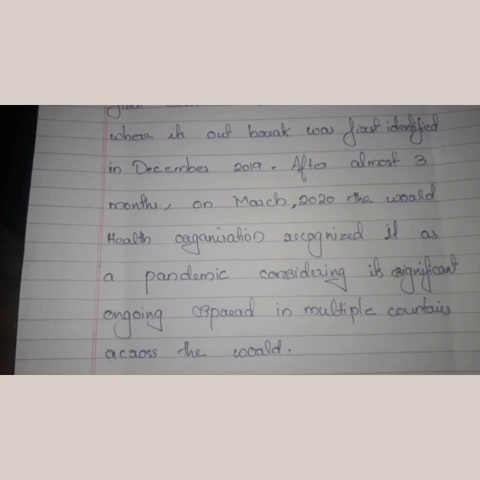 where its out break was first identified
in December 2019. After almost 3
months, on March, 2020 the world
Health organisation recognized it as
a pandemic considering its significant
ongoing spread in multiple countries
across the world.